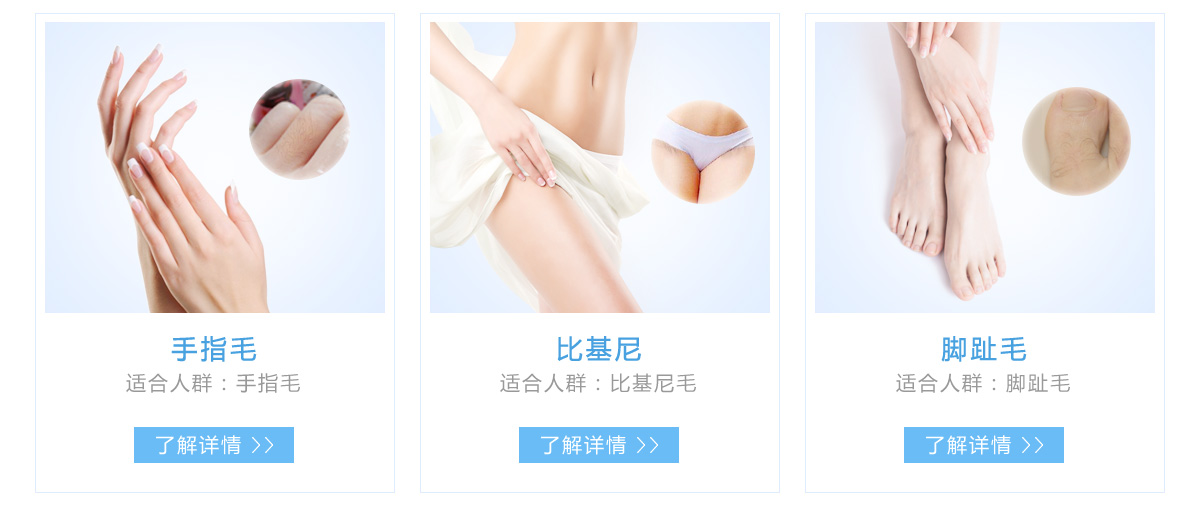 手指毛
适合人群：手指毛
了解详情 >>
比基尼
适合人群：比基尼毛
了解详情 >>
脚趾毛
适合人群：脚趾毛
了解详情 >>